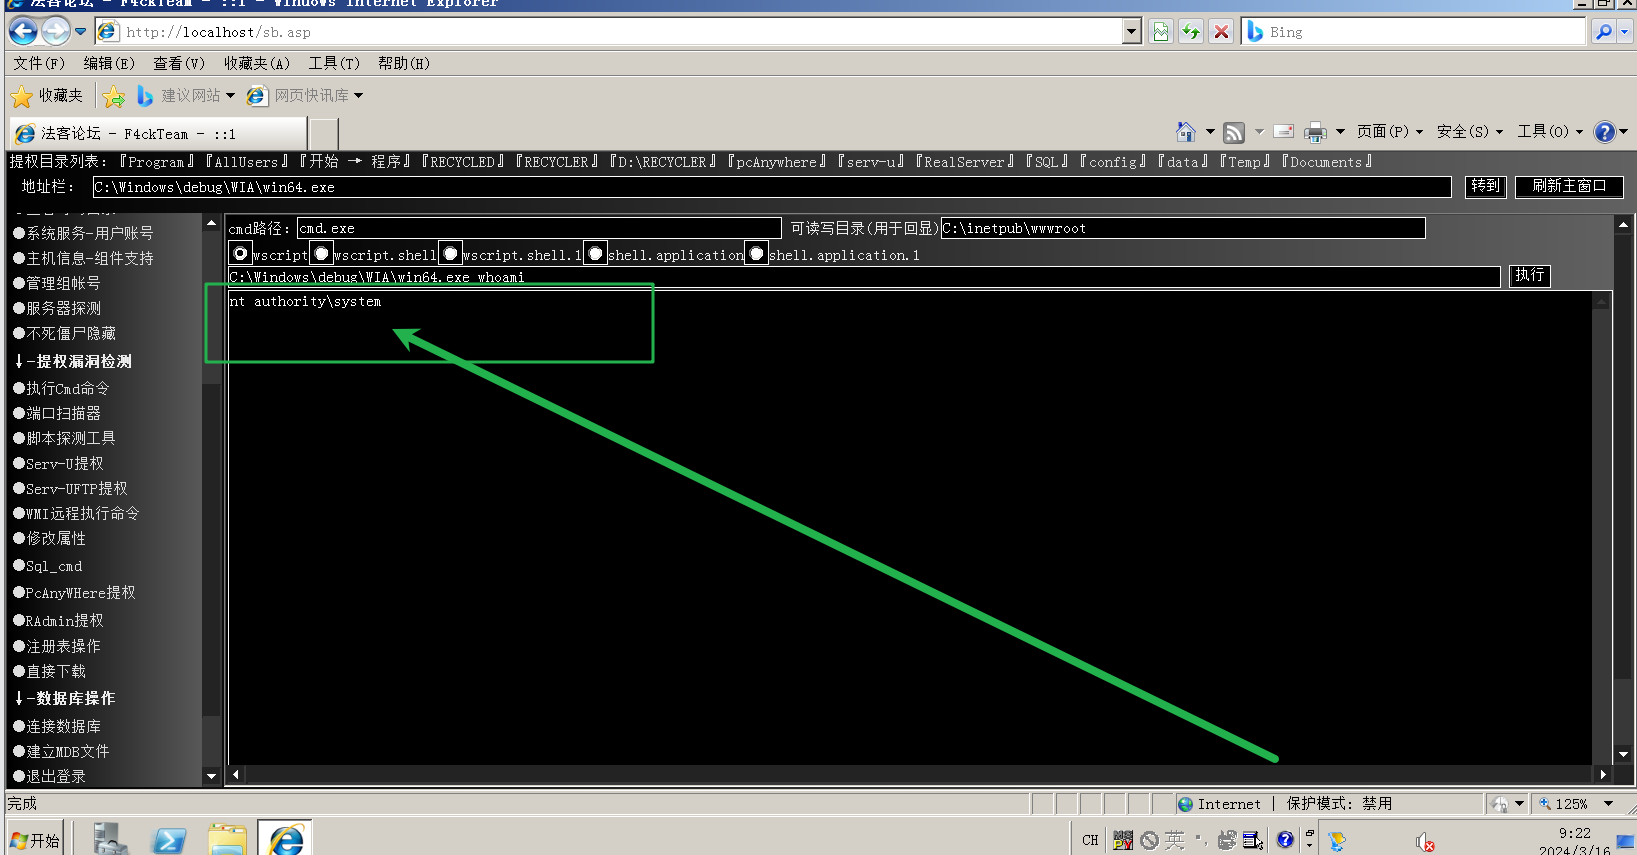 法客论坛 - F4ckTeam - ::1 - Windows Internet Explorer
http://localhost/sb.asp
Bing
文件(F) 编辑(E) 查看(V) 收藏夹(A) 工具(T) 帮助(H)
收藏夹 建议网站 网页快讯库
法客论坛 - F4ckTeam - ::1
页面(P) 安全(S) 工具(O)
提权目录列表：『Program』『AllUsers』『开始 → 程序』『RECYCLED』『RECYCLER』『D:\RECYCLER』『pcAnywhere』『serv-u』『RealServer』『SQL』『config』『data』『Temp』『Documents』
地址栏： C:\Windows\debug\WIA\win64.exe 转到 刷新主窗口
●系统服务-用户账号
●主机信息-组件支持
●管理组帐号
●服务器探测
●不死僵尸隐藏
↓-提权漏洞检测
●执行Cmd命令
●端口扫描器
●脚本探测工具
●Serv-U提权
●Serv-UFTP提权
●WMI远程执行命令
●修改属性
●Sql_cmd
●PcAnyWHere提权
●RAdmin提权
●注册表操作
●直接下载
↓-数据库操作
●连接数据库
●建立MDB文件
●退出登录
cmd路径： cmd.exe 可读写目录(用于回显) C:\inetpub\wwwroot
wscript wscript.shell wscript.shell.1 shell.application shell.application.1
C:\Windows\debug\WIA\win64.exe whoami 执行
nt authority\system
完成 Internet | 保护模式: 禁用 125%
开始 CH 英 9:22
2024/3/16